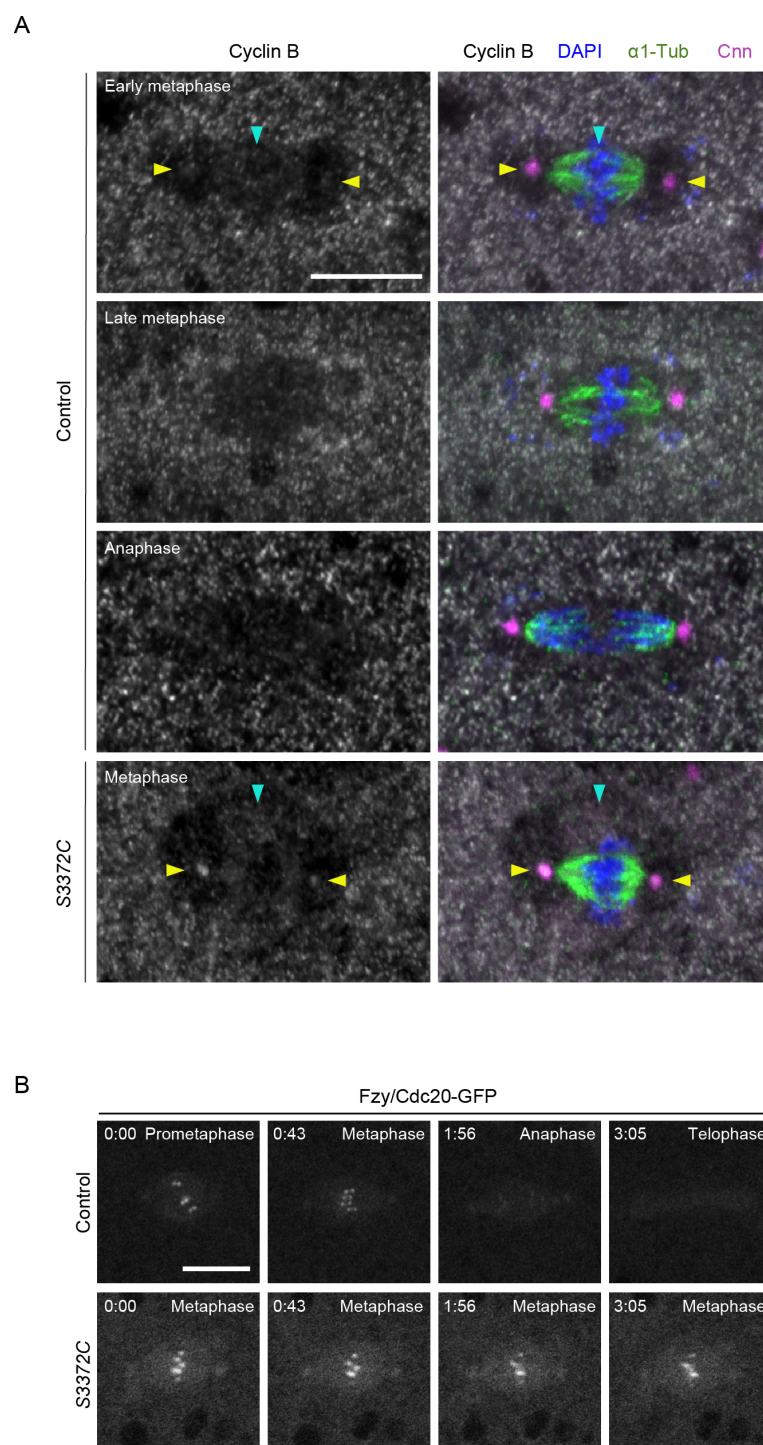 A
Cyclin B
Cyclin B DAPI α1-Tub Cnn
Early metaphase
Late metaphase
Control
Anaphase
Metaphase
S3372C
B
Fzy/Cdc20-GFP
Control
0:00 Prometaphase
0:43 Metaphase
1:56 Anaphase
3:05 Telophase
S3372C
0:00 Metaphase
0:43 Metaphase
1:56 Metaphase
3:05 Metaphase